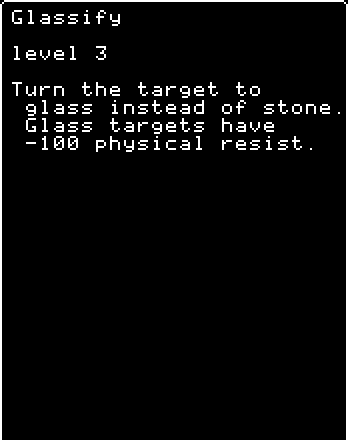 Glassify
level 3
Turn the target to
glass instead of stone.
Glass targets have
-100 physical resist.